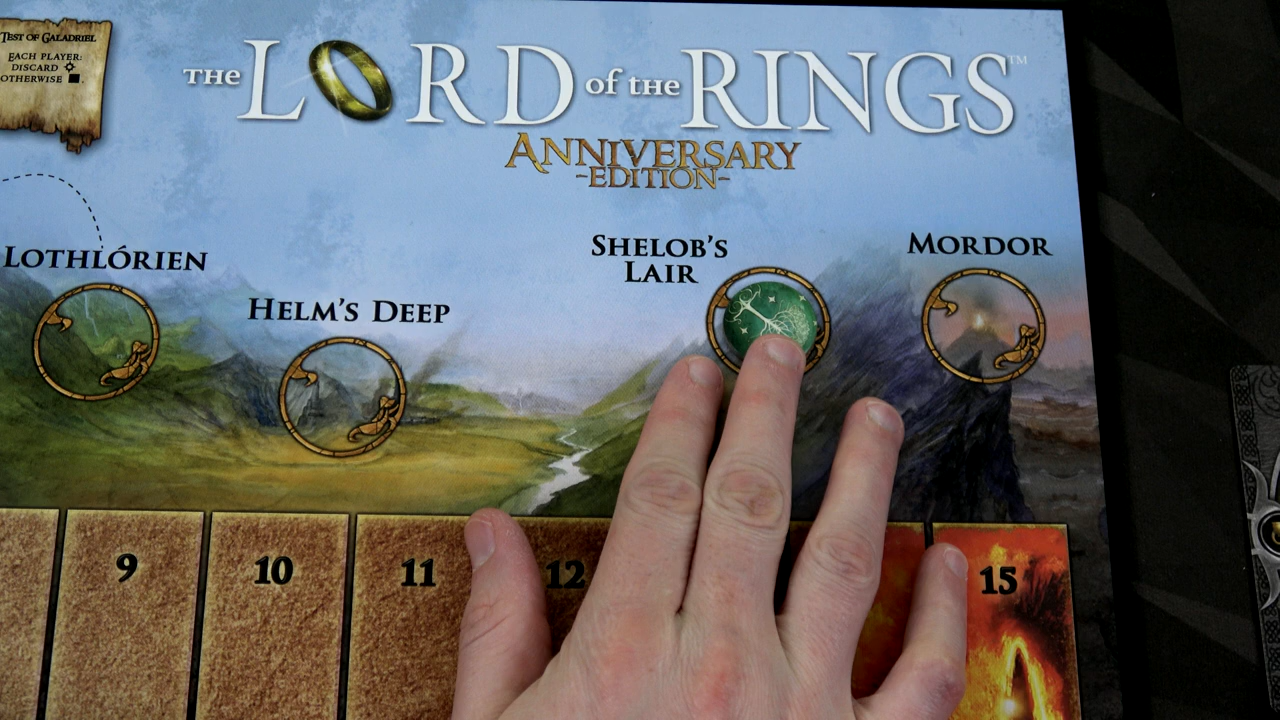 TEST OF GALADRIEL
EACH PLAYER:
DISCARD
OTHERWISE
THE LORD of the RINGS™
ANNIVERSARY
-EDITION-
LOTHLÓRIEN
HELM'S DEEP
SHELOB'S
LAIR
MORDOR
9
10
11
12
15